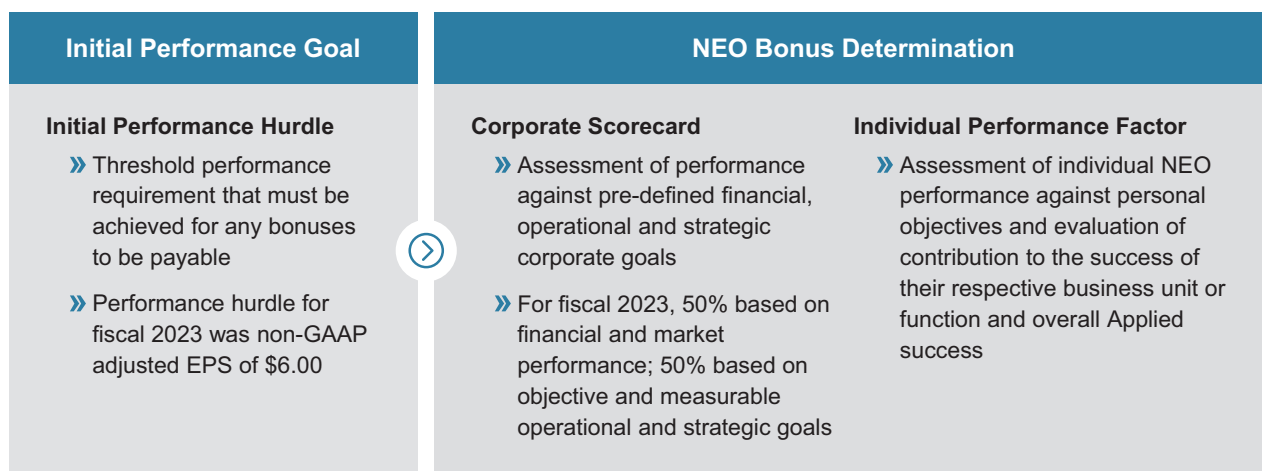 Initial Performance Goal
NEO Bonus Determination
Initial Performance Hurdle
» Threshold performance
requirement that must be
achieved for any bonuses
to be payable
» Performance hurdle for
fiscal 2023 was non-GAAP
adjusted EPS of $6.00
Corporate Scorecard
» Assessment of performance
against pre-defined financial,
operational and strategic
corporate goals
» For fiscal 2023, 50% based on
financial and market
performance; 50% based on
objective and measurable
operational and strategic goals
Individual Performance Factor
» Assessment of individual NEO
performance against personal
objectives and evaluation of
contribution to the success of
their respective business unit or
function and overall Applied
success